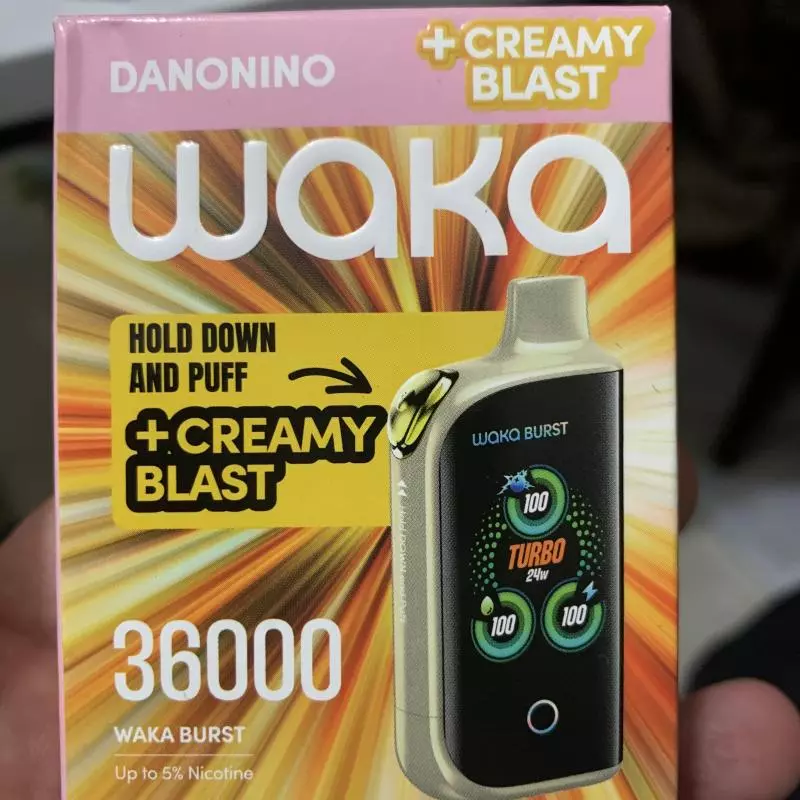 DANONINO
+CREAMY
BLAST
waka
HOLD DOWN
AND PUFF
+CREAMY
BLAST
waka BURST
100
TURBO
24w
100
100
36000
WAKA BURST
Up to 5% Nicotine